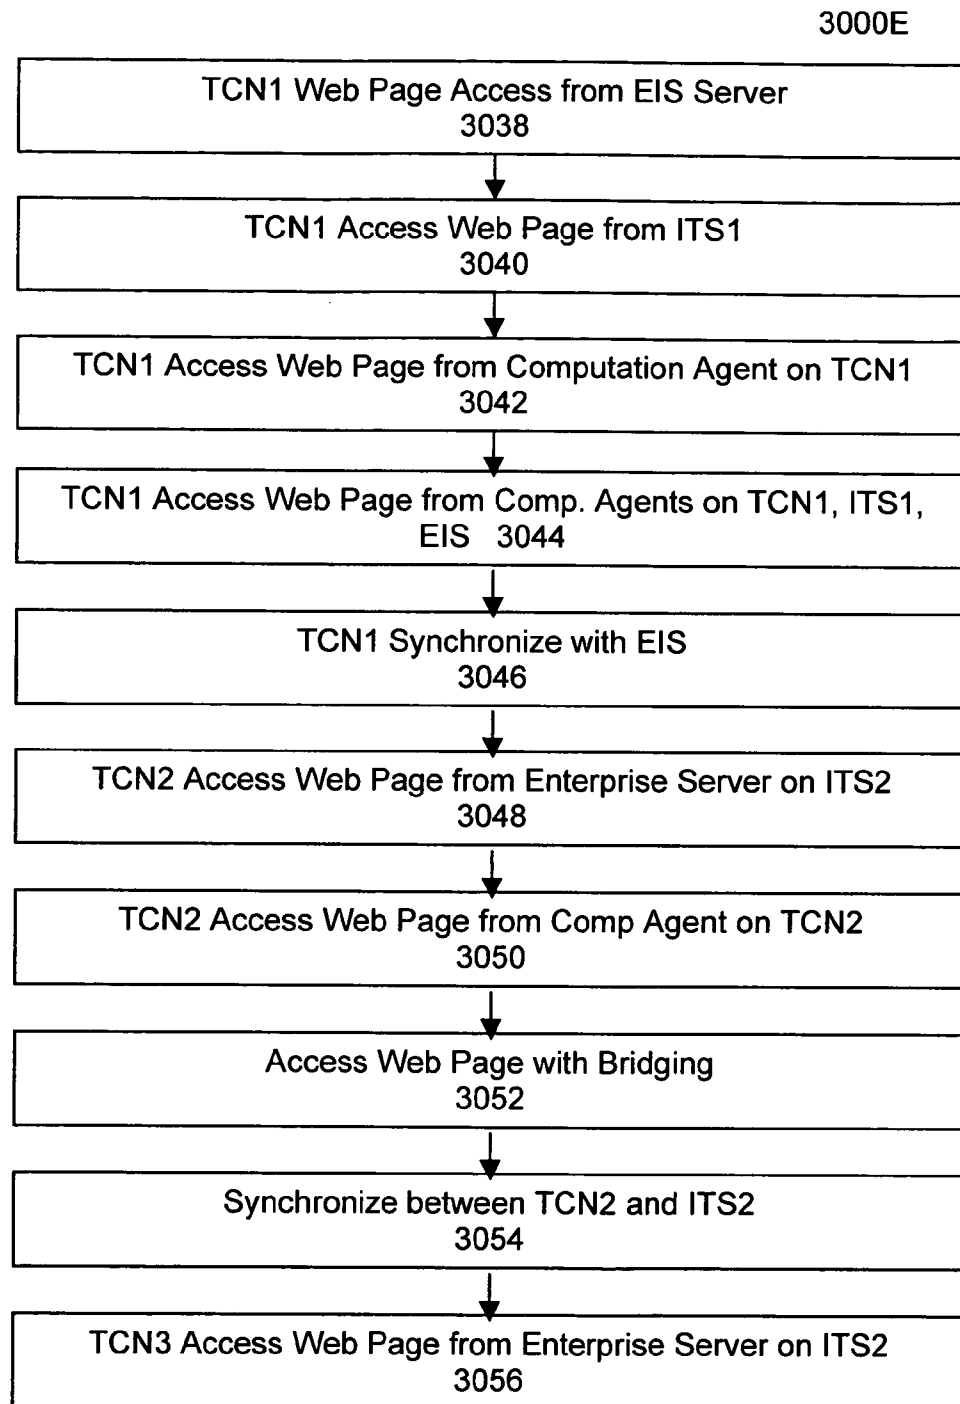 3000E
TCN1 Web Page Access from EIS Server
3038
TCN1 Access Web Page from ITS1
3040
TCN1 Access Web Page from Computation Agent on TCN1
3042
TCN1 Access Web Page from Comp. Agents on TCN1, ITS1,
EIS 3044
TCN1 Synchronize with EIS
3046
TCN2 Access Web Page from Enterprise Server on ITS2
3048
TCN2 Access Web Page from Comp Agent on TCN2
3050
Access Web Page with Bridging
3052
Synchronize between TCN2 and ITS2
3054
TCN3 Access Web Page from Enterprise Server on ITS2
3056